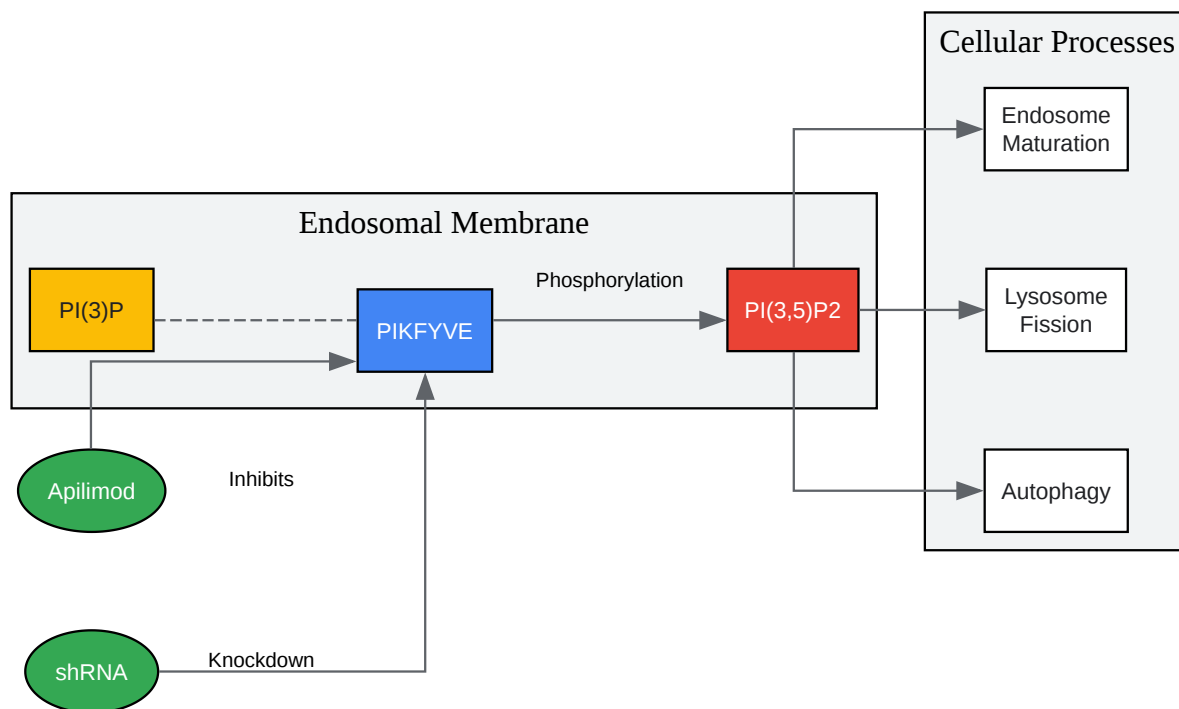 Cellular Processes
Endosome
Maturation
Endosomal Membrane
Phosphorylation
PI(3)P
PIKFYVE
PI(3,5)P2
Lysosome
Fission
Inhibits
Apilimod
Autophagy
Knockdown
shRNA